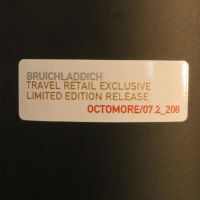 BRUICHLADDICH
TRAVEL RETAIL EXCLUSIVE
LIMITED EDITION RELEASE
OCTOMORE/07.2_208